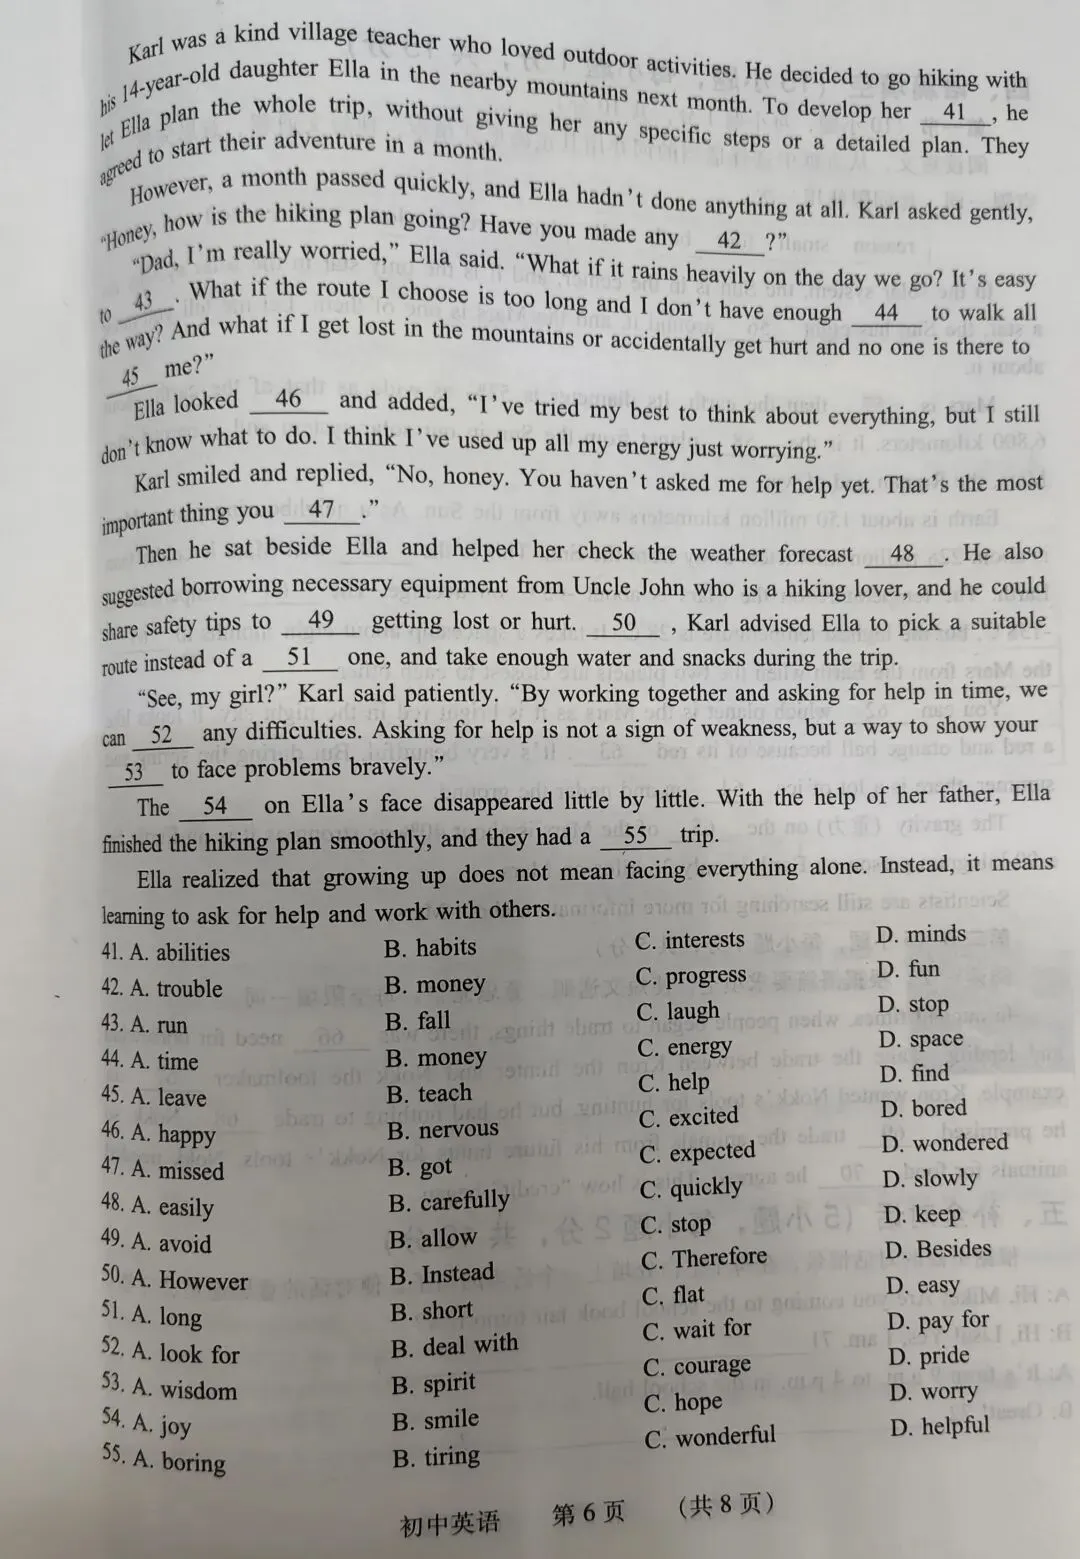 Karl was a kind village teacher who loved outdoor activities. He decided to go hiking with
his 14-year-old daughter Ella in the nearby mountains next month. To develop her 41 , he
let Ella plan the whole trip, without giving her any specific steps or a detailed plan. They
agreed to start their adventure in a month.
However, a month passed quickly, and Ella hadn't done anything at all. Karl asked gently,
"Honey, how is the hiking plan going? Have you made any 42 ?"
"Dad, I'm really worried," Ella said. "What if it rains heavily on the day we go? It's easy
to 43 . What if the route I choose is too long and I don't have enough 44 to walk all
the way? And what if I get lost in the mountains or accidentally get hurt and no one is there to
45 me?"
Ella looked 46 and added, "I've tried my best to think about everything, but I still
don't know what to do. I think I've used up all my energy just worrying."
Karl smiled and replied, "No, honey. You haven't asked me for help yet. That's the most
important thing you 47 ."
Then he sat beside Ella and helped her check the weather forecast 48 . He also
suggested borrowing necessary equipment from Uncle John who is a hiking lover, and he could
share safety tips to 49 getting lost or hurt. 50 , Karl advised Ella to pick a suitable
route instead of a 51 one, and take enough water and snacks during the trip.
"See, my girl?" Karl said patiently. "By working together and asking for help in time, we
can 52 any difficulties. Asking for help is not a sign of weakness, but a way to show your
53 to face problems bravely."
The 54 on Ella's face disappeared little by little. With the help of her father, Ella
finished the hiking plan smoothly, and they had a 55 trip.
Ella realized that growing up does not mean facing everything alone. Instead, it means
learning to ask for help and work with others.
41. A. abilities B. habits C. interests D. minds
42. A. trouble B. money C. progress D. fun
43. A. run B. fall C. laugh D. stop
44. A. time B. money C. energy D. space
45. A. leave B. teach C. help D. find
46. A. happy B. nervous C. excited D. bored
47. A. missed B. got C. expected D. wondered
48. A. easily B. carefully C. quickly D. slowly
49. A. avoid B. allow C. stop D. keep
50. A. However B. Instead C. Therefore D. Besides
51. A. long B. short C. flat D. easy
52. A. look for B. deal with C. wait for D. pay for
53. A. wisdom B. spirit C. courage D. pride
54. A. joy B. smile C. hope D. worry
55. A. boring B. tiring C. wonderful D. helpful
初中英语 第 6 页 (共 8 页)